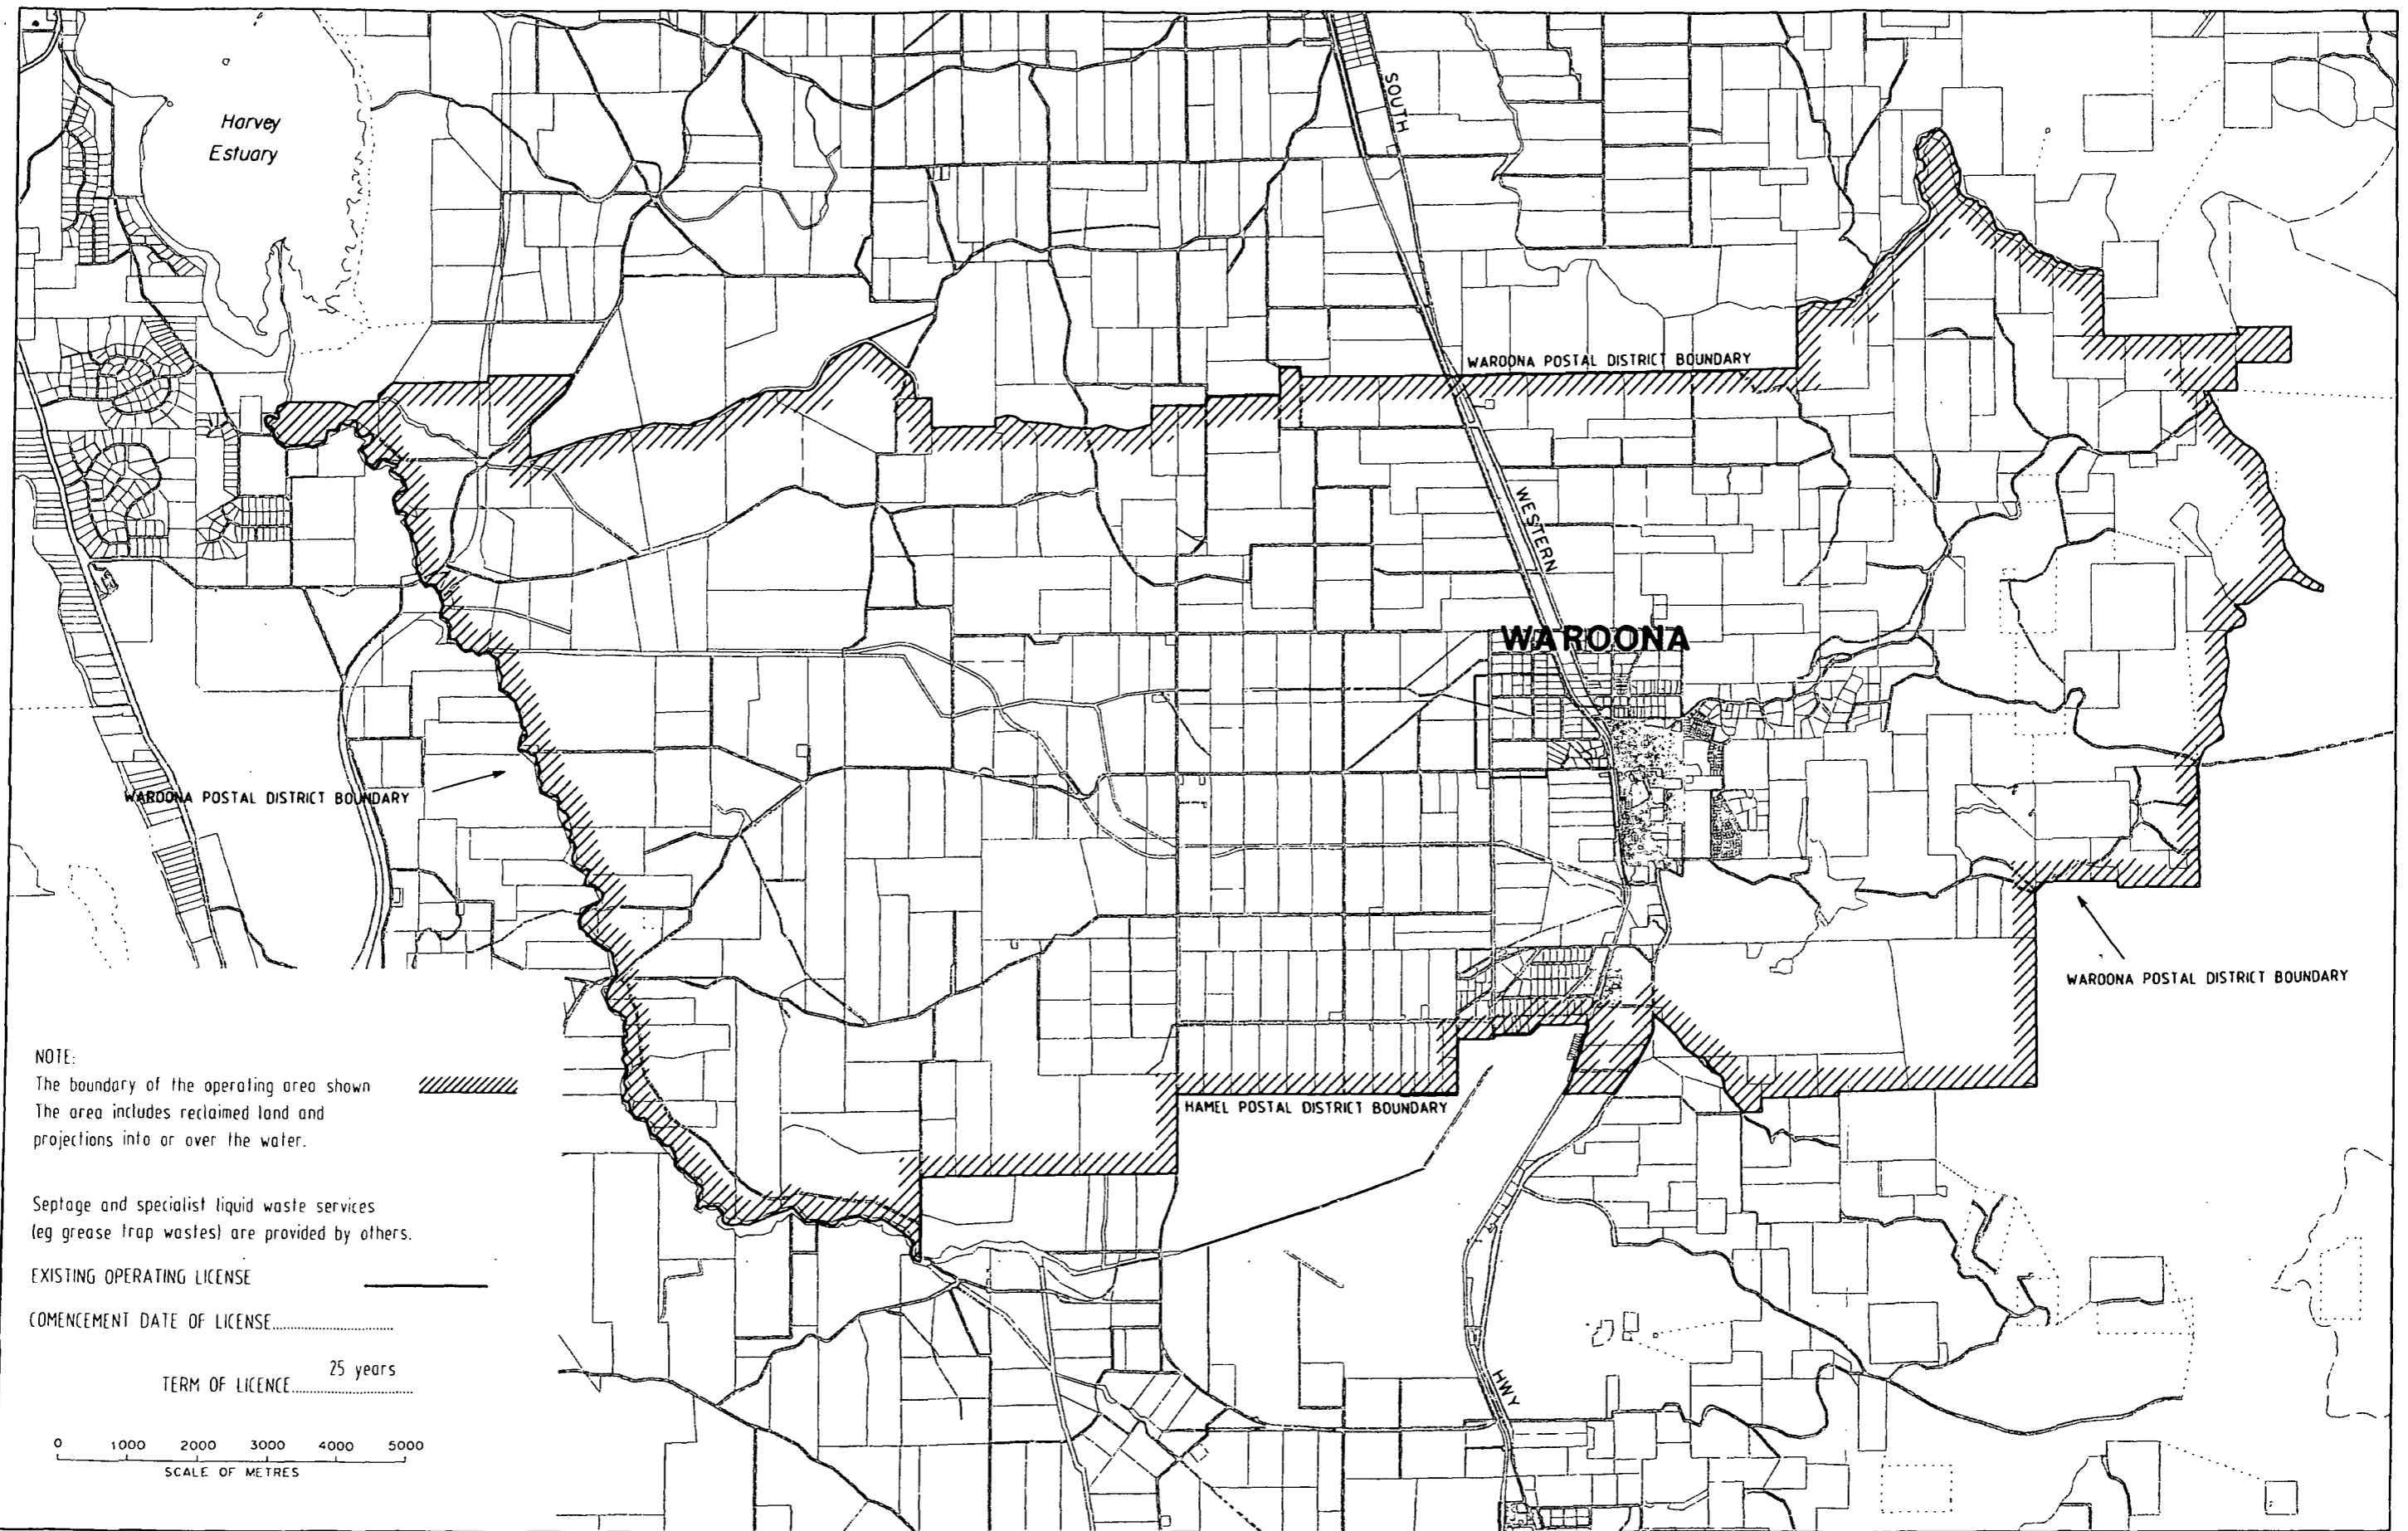 Harvey
Estuary
SOUTH
WAROONA POSTAL DISTRICT BOUNDARY
WESTERN
WAROONA
WAROONA POSTAL DISTRICT BOUNDARY
WAROONA POSTAL DISTRICT BOUNDARY
HAMEL POSTAL DISTRICT BOUNDARY
HWY
NOTE:
The boundary of the operating area shown
The area includes reclaimed land and
projections into or over the water.
Septage and specialist liquid waste services
(eg grease trap wastes) are provided by others.
EXISTING OPERATING LICENSE
COMENCEMENT DATE OF LICENSE
25 years
TERM OF LICENCE
0 1000 2000 3000 4000 5000
SCALE OF METRES